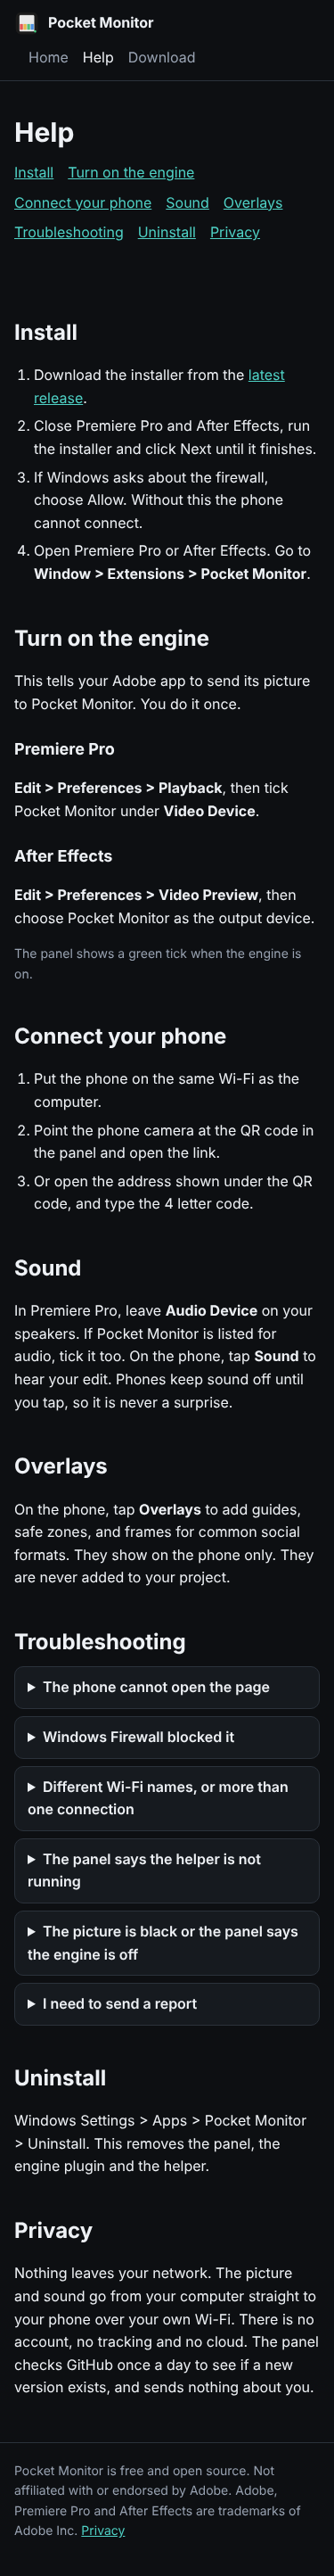 Pocket Monitor
Home Help Download
Help
Install Turn on the engine
Connect your phone Sound Overlays
Troubleshooting Uninstall Privacy
Install
1. Download the installer from the latest
release.
2. Close Premiere Pro and After Effects, run
the installer and click Next until it finishes.
3. If Windows asks about the firewall,
choose Allow. Without this the phone
cannot connect.
4. Open Premiere Pro or After Effects. Go to
Window > Extensions > Pocket Monitor.
Turn on the engine
This tells your Adobe app to send its picture
to Pocket Monitor. You do it once.
Premiere Pro
Edit > Preferences > Playback, then tick
Pocket Monitor under Video Device.
After Effects
Edit > Preferences > Video Preview, then
choose Pocket Monitor as the output device.
The panel shows a green tick when the engine is
on.
Connect your phone
1. Put the phone on the same Wi-Fi as the
computer.
2. Point the phone camera at the QR code in
the panel and open the link.
3. Or open the address shown under the QR
code, and type the 4 letter code.
Sound
In Premiere Pro, leave Audio Device on your
speakers. If Pocket Monitor is listed for
audio, tick it too. On the phone, tap Sound to
hear your edit. Phones keep sound off until
you tap, so it is never a surprise.
Overlays
On the phone, tap Overlays to add guides,
safe zones, and frames for common social
formats. They show on the phone only. They
are never added to your project.
Troubleshooting
The phone cannot open the page
Windows Firewall blocked it
Different Wi-Fi names, or more than
one connection
The panel says the helper is not
running
The picture is black or the panel says
the engine is off
I need to send a report
Uninstall
Windows Settings > Apps > Pocket Monitor
> Uninstall. This removes the panel, the
engine plugin and the helper.
Privacy
Nothing leaves your network. The picture
and sound go from your computer straight to
your phone over your own Wi-Fi. There is no
account, no tracking and no cloud. The panel
checks GitHub once a day to see if a new
version exists, and sends nothing about you.
Pocket Monitor is free and open source. Not
affiliated with or endorsed by Adobe. Adobe,
Premiere Pro and After Effects are trademarks of
Adobe Inc. Privacy